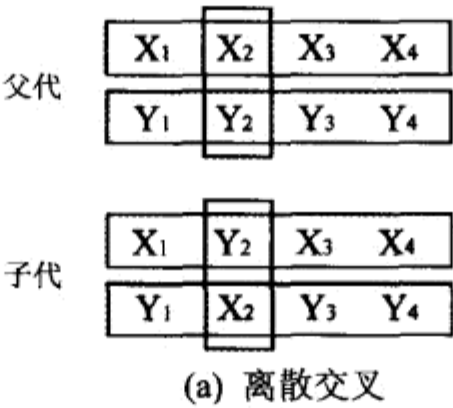 X₁ X₂ X₃ X₄
父代
Y₁ Y₂ Y₃ Y₄
X₁ Y₂ X₃ X₄
子代
Y₁ X₂ Y₃ Y₄
(a) 离散交叉